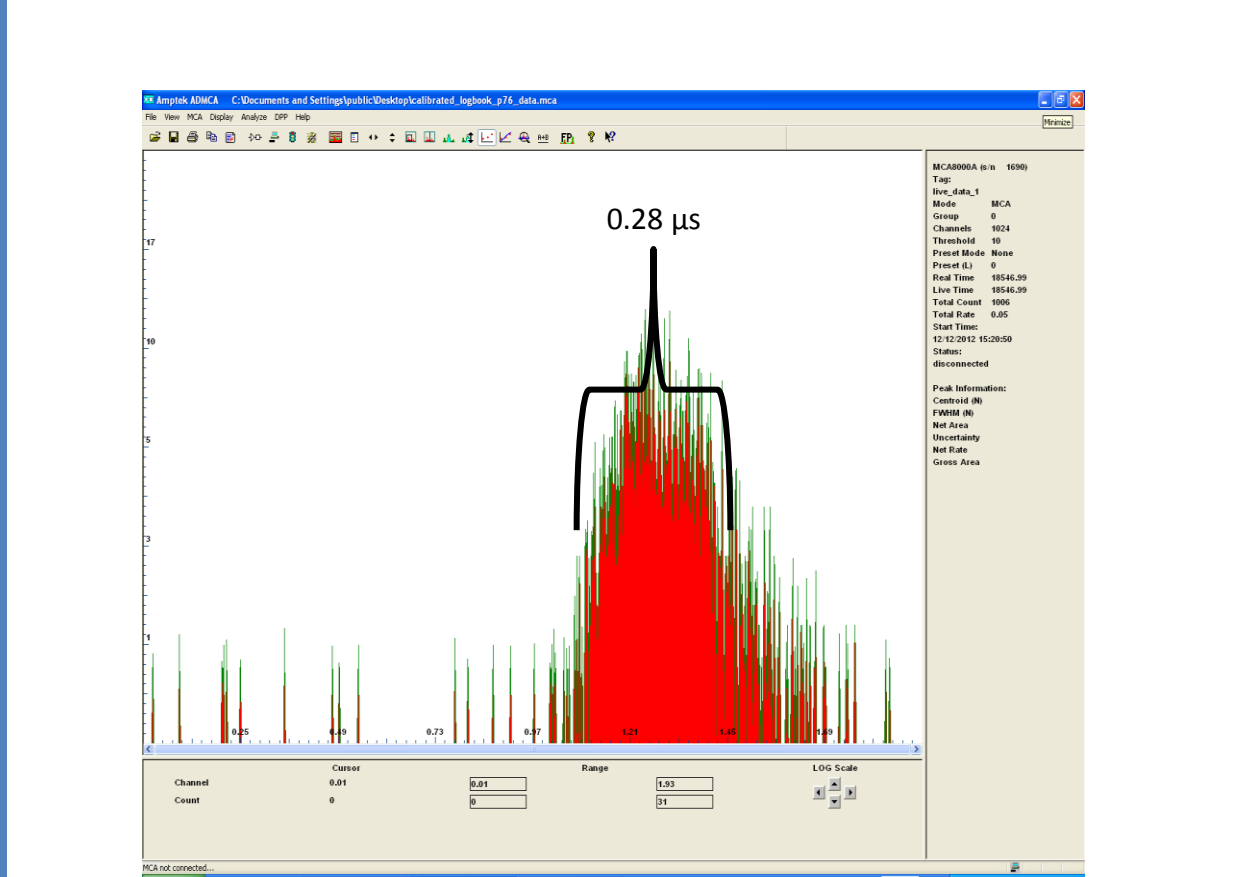 Amptek ADMCA C:\Documents and Settings\public\Desktop\calibrated_logbook_p76_data.mca
File View MCA Display Analyze DPP Help
Minimize
0.28 µs
17
10
5
3
1
0.25 0.49 0.73 0.97 1.21 1.45 1.69
MCA8000A (s/n 1690)
Tag:
live_data_1
Mode MCA
Group 0
Channels 1024
Threshold 10
Preset Mode None
Preset (L) 0
Real Time 18546.99
Live Time 18546.99
Total Count 1006
Total Rate 0.05
Start Time:
12/12/2012 15:20:50
Status:
disconnected
Peak Information:
Centroid (N)
FWHM (N)
Net Area
Uncertainty
Net Rate
Gross Area
Cursor Range LOG Scale
Channel 0.01 0.01 1.93
Count 0 0 31
MCA not connected...